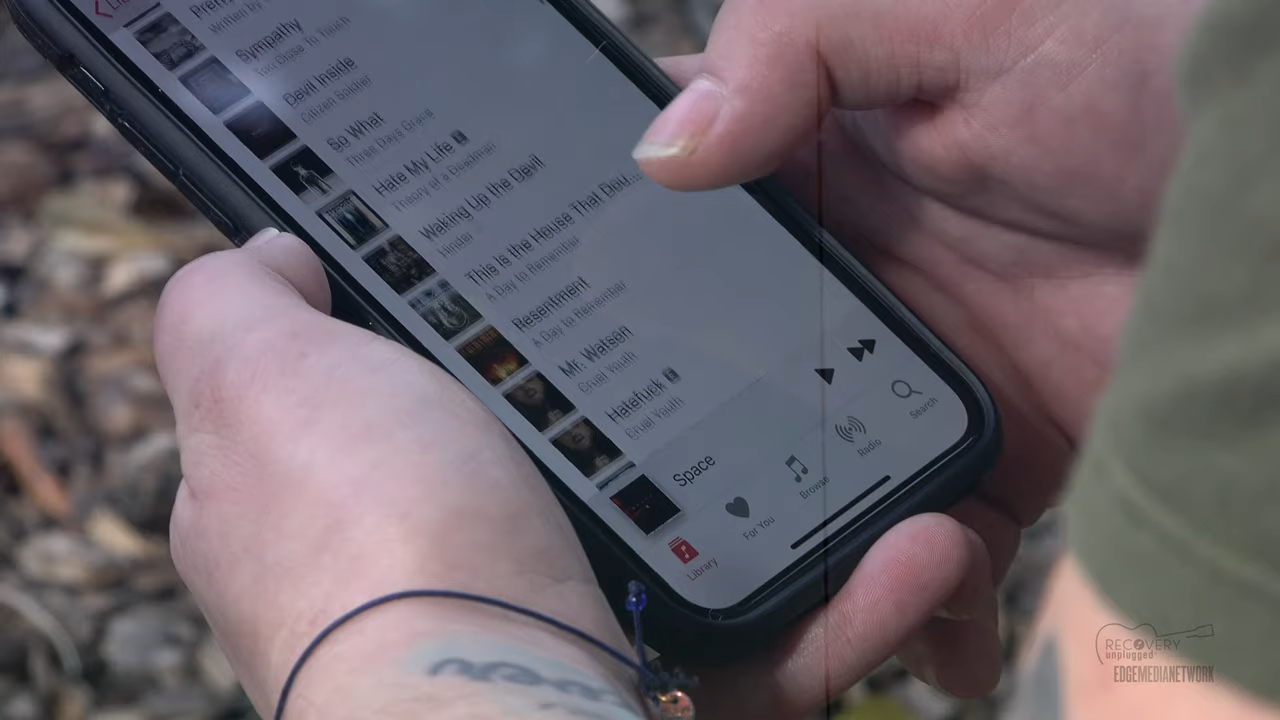 Sympathy
Too Close To Touch
Devil Inside
Citizen Soldier
So What
Three Days Grace
Hate My Life E
Theory of a Deadman
Waking Up the Devil
Hinder
This Is the House That Dou...
A Day to Remember
Resentment
A Day to Remember
Mr. Watson
Cruel Youth
Hatefuck E
Cruel Youth
Space
Library
For You
Browse
Radio
Search
RECOVERY
unplugged
EDGEMEDIANETWORK